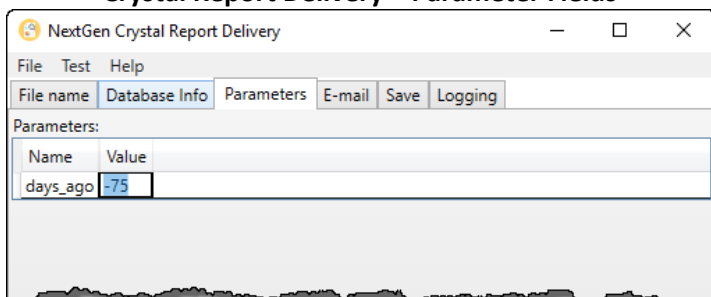 Crystal Report Delivery – Parameter Fields
NextGen Crystal Report Delivery
File Test Help
File name Database Info Parameters E-mail Save Logging
Parameters:
Name Value
days_ago -75